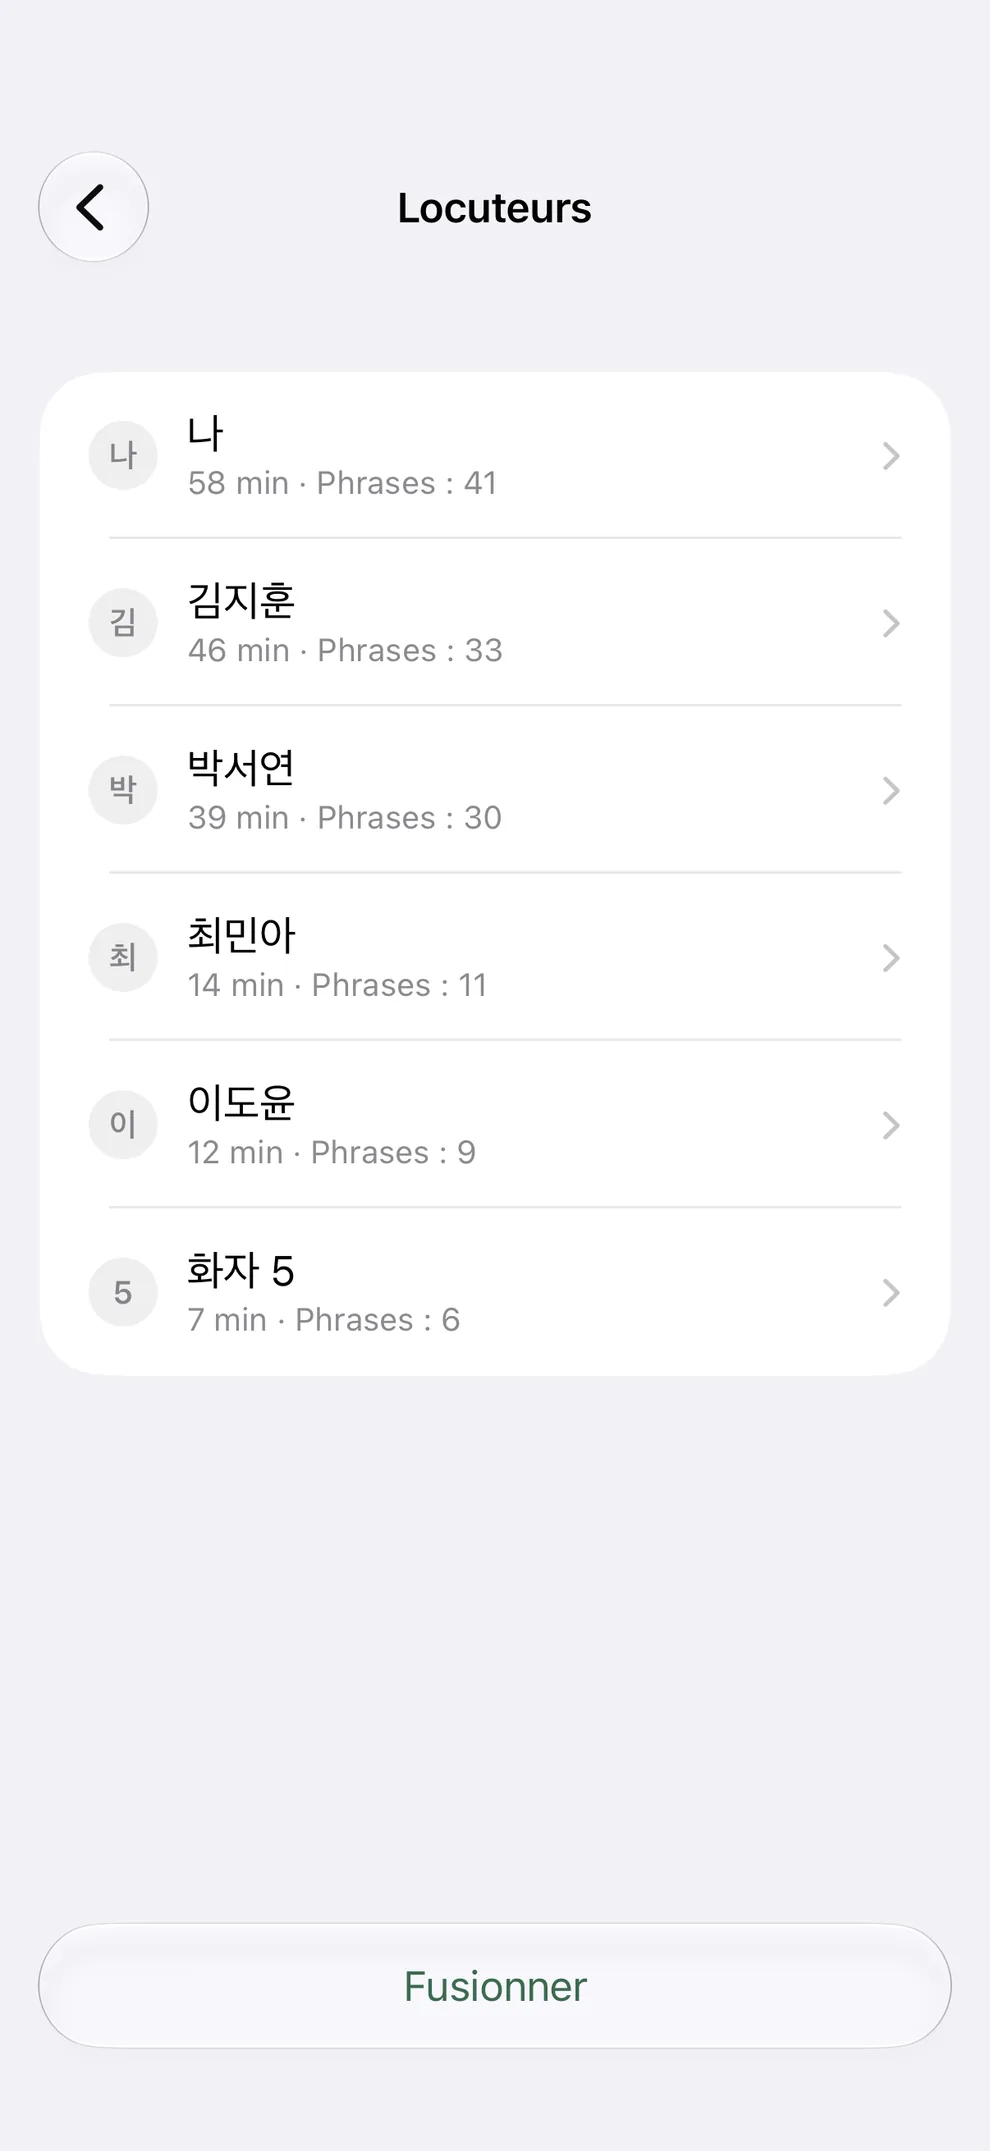 Locuteurs
나
나
58 min · Phrases : 41
김
김지훈
46 min · Phrases : 33
박
박서연
39 min · Phrases : 30
최
최민아
14 min · Phrases : 11
이
이도윤
12 min · Phrases : 9
5
화자 5
7 min · Phrases : 6
Fusionner